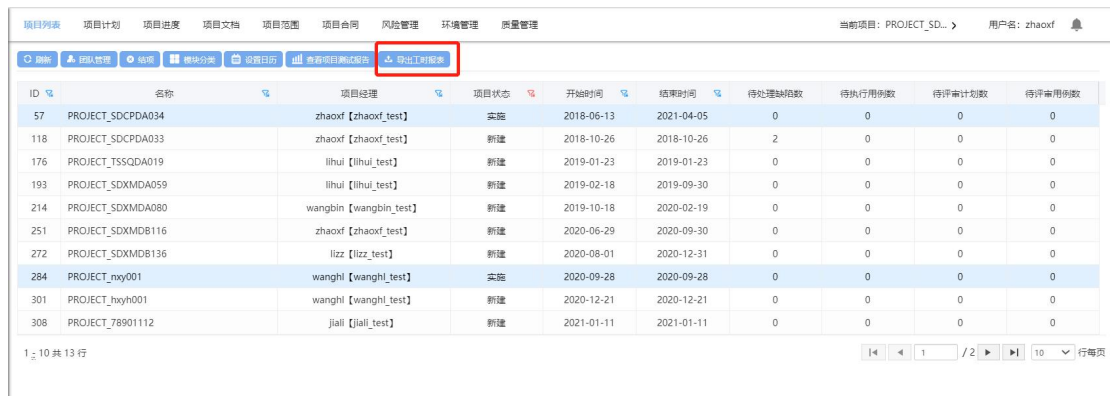 项目列表 项目计划 项目进度 项目文档 项目范围 项目合同 风险管理 环境管理 质量管理 当前项目：PROJECT_SD... 用户名：zhaoxf
刷新 团队管理 结项 模块分类 设置日历 查看项目测试报告 导出工时报表
ID 名称 项目经理 项目状态 开始时间 结束时间 待处理缺陷数 待执行用例数 待评审计划数 待评审用例数
57 PROJECT_SDCPDA034 zhaoxf【zhaoxf_test】 实施 2018-06-13 2021-04-05 0 0 0 0
118 PROJECT_SDCPDA033 zhaoxf【zhaoxf_test】 新建 2018-10-26 2018-10-26 2 0 0 0
176 PROJECT_TSSQDA019 lihui【lihui_test】 新建 2019-01-23 2019-01-23 0 0 0 0
193 PROJECT_SDXMDA059 lihui【lihui_test】 新建 2019-02-18 2019-09-30 0 0 0 0
214 PROJECT_SDXMDA080 wangbin【wangbin_test】 新建 2019-10-18 2020-02-19 0 0 0 0
251 PROJECT_SDXMDB116 zhaoxf【zhaoxf_test】 新建 2020-06-29 2020-09-30 0 0 0 0
272 PROJECT_SDXMDB136 lizz【lizz_test】 新建 2020-08-01 2020-12-31 0 0 0 0
284 PROJECT_nxy001 wanghl【wanghl_test】 实施 2020-09-28 2020-09-28 0 0 0 0
301 PROJECT_hxyh001 wanghl【wanghl_test】 新建 2020-12-21 2020-12-21 0 0 0 0
308 PROJECT_78901112 jiali【jiali_test】 新建 2021-01-11 2021-01-11 0 0 0 0
1 - 10 共 13 行 1 / 2 10 行每页